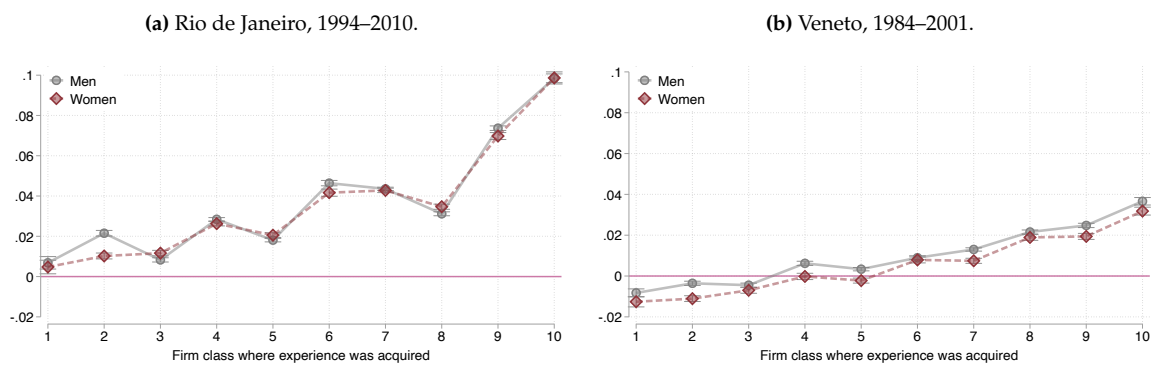 (a) Rio de Janeiro, 1994–2010.
.1
.08
.06
.04
.02
0
-.02
Men
Women
1 2 3 4 5 6 7 8 9 10
Firm class where experience was acquired
(b) Veneto, 1984–2001.
.1
.08
.06
.04
.02
0
-.02
Men
Women
1 2 3 4 5 6 7 8 9 10
Firm class where experience was acquired